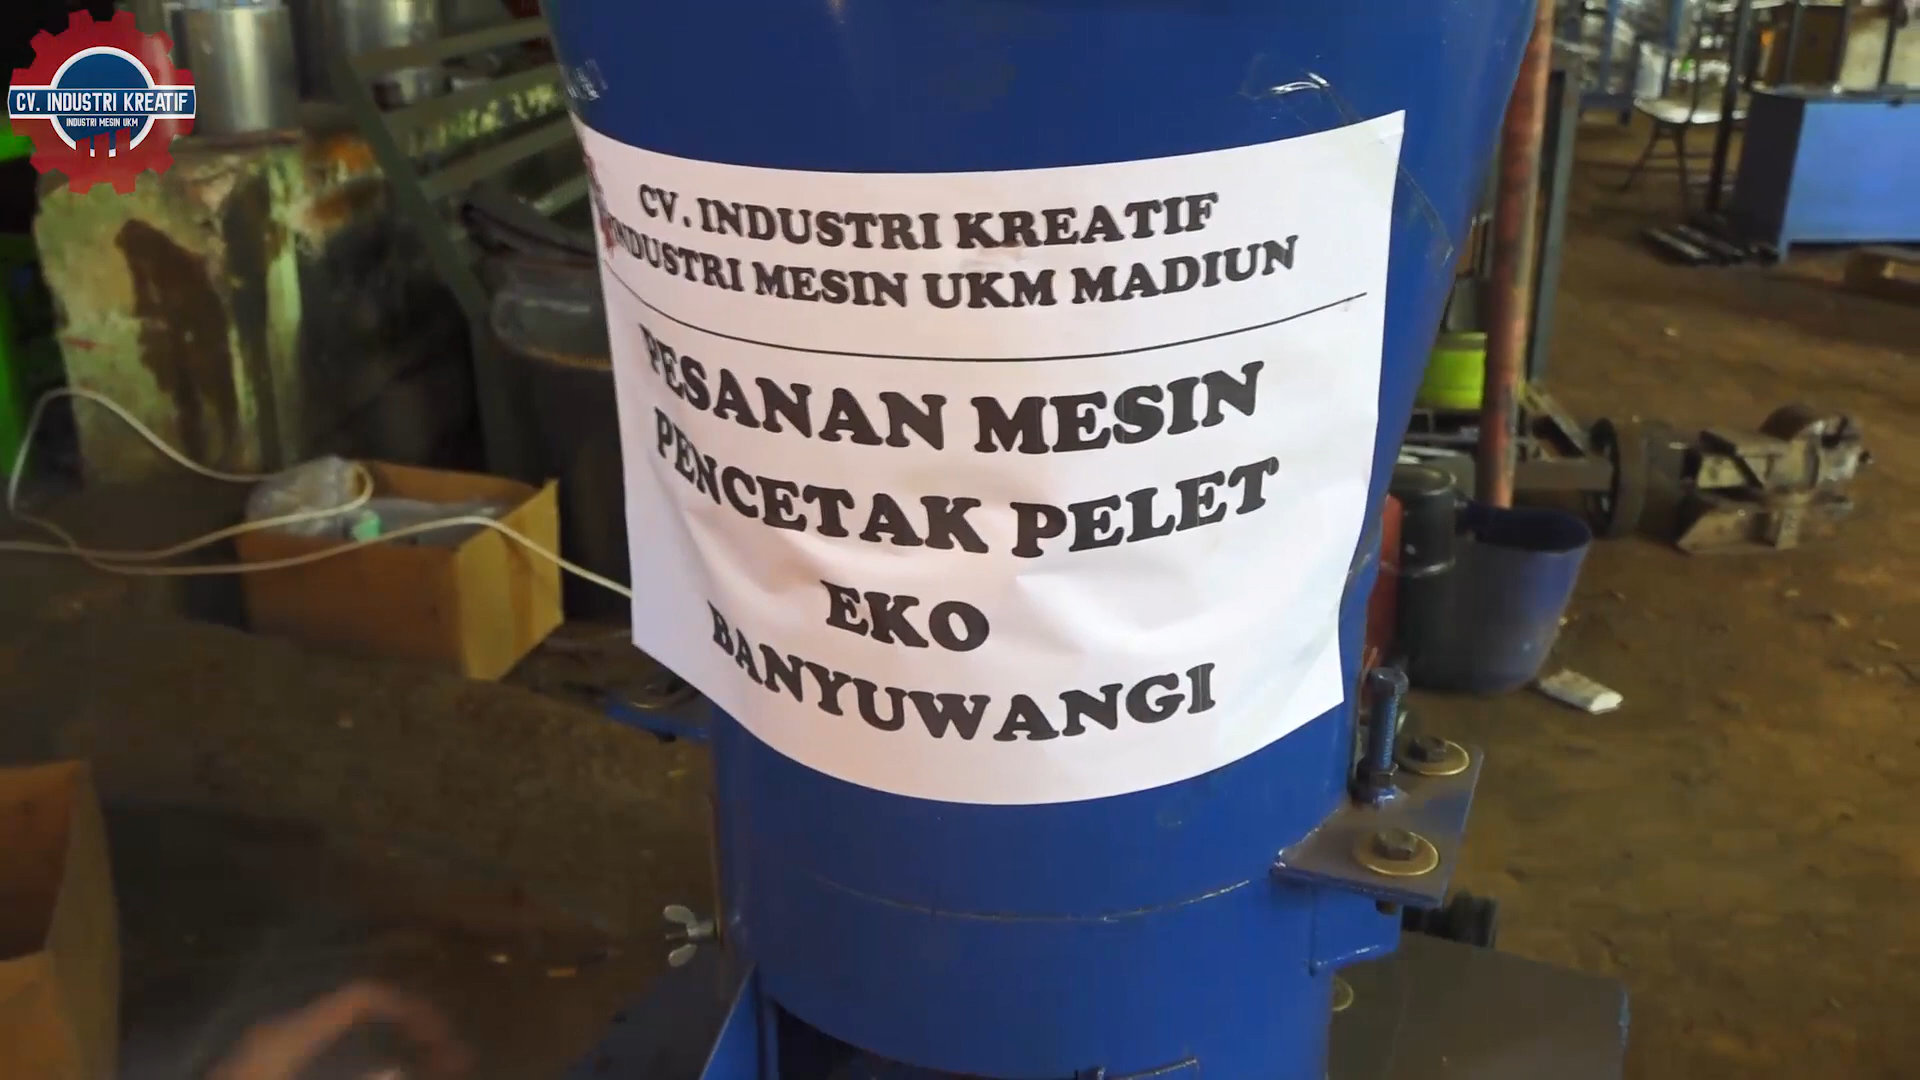 CV. INDUSTRI KREATIF
INDUSTRI MESIN UKM
CV. INDUSTRI KREATIF
INDUSTRI MESIN UKM MADIUN
PESANAN MESIN
PENCETAK PELET
EKO
BANYUWANGI